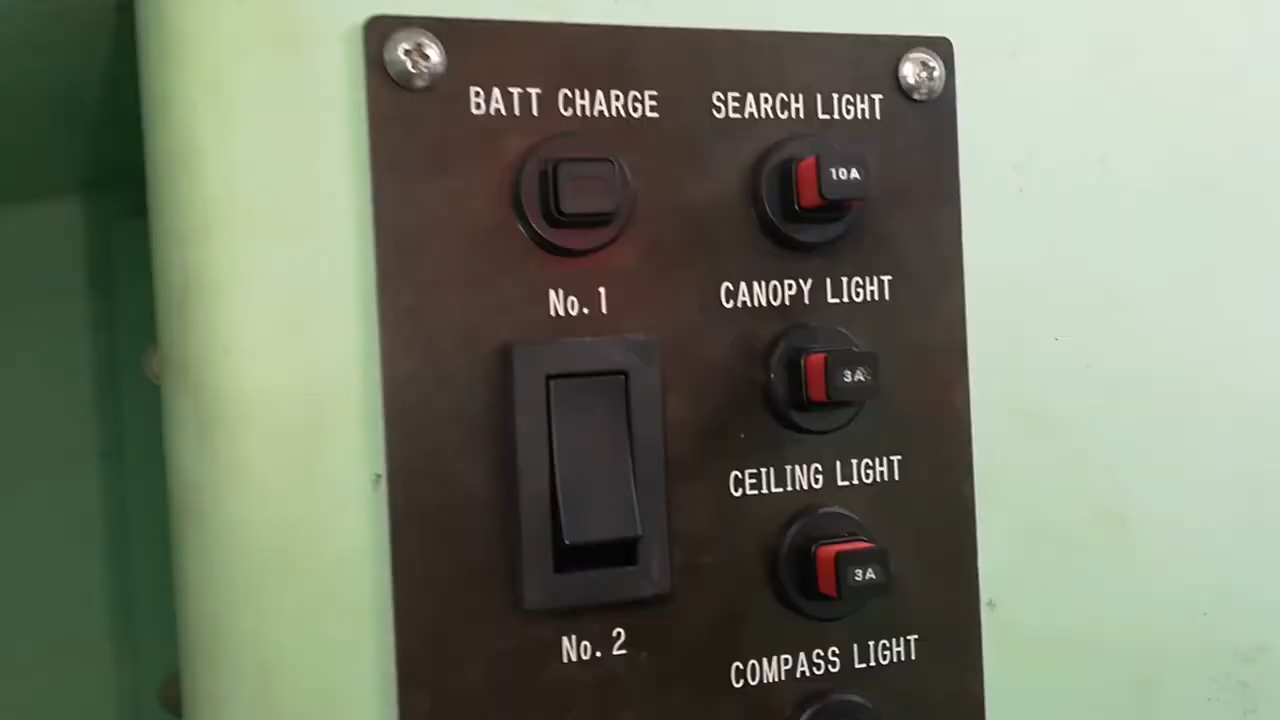 BATT CHARGE
SEARCH LIGHT
10A
No. 1
CANOPY LIGHT
3A
CEILING LIGHT
3A
No. 2
COMPASS LIGHT